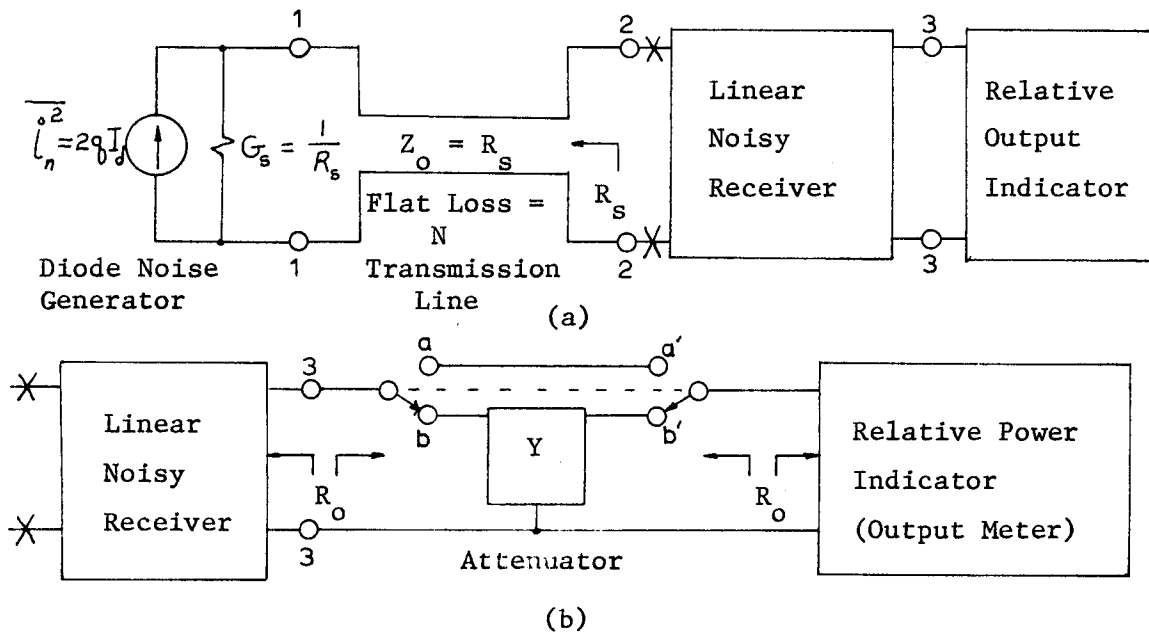 1
2
3
Linear
Noisy
Receiver
Relative
Output
Indicator
i_n^2 = 2qI_d
G_s = 1/R_s
Z_o = R_s
R_s
Flat Loss =
N
Transmission
Line
1
2
3
Diode Noise
Generator
(a)
a
a'
3
b
b'
Linear
Noisy
Receiver
R_o
Y
R_o
Relative Power
Indicator
(Output Meter)
3
Attenuator
(b)